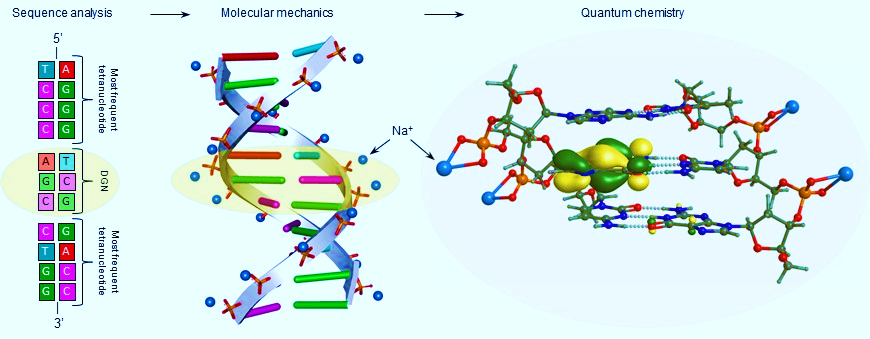 Sequence analysis
Molecular mechanics
Quantum chemistry
5'
T A
C G
C G
C G
Most frequent
tetranucleotide
A T
G C
C G
DGN
C G
T A
G C
G C
Most frequent
tetranucleotide
3'
Na⁺